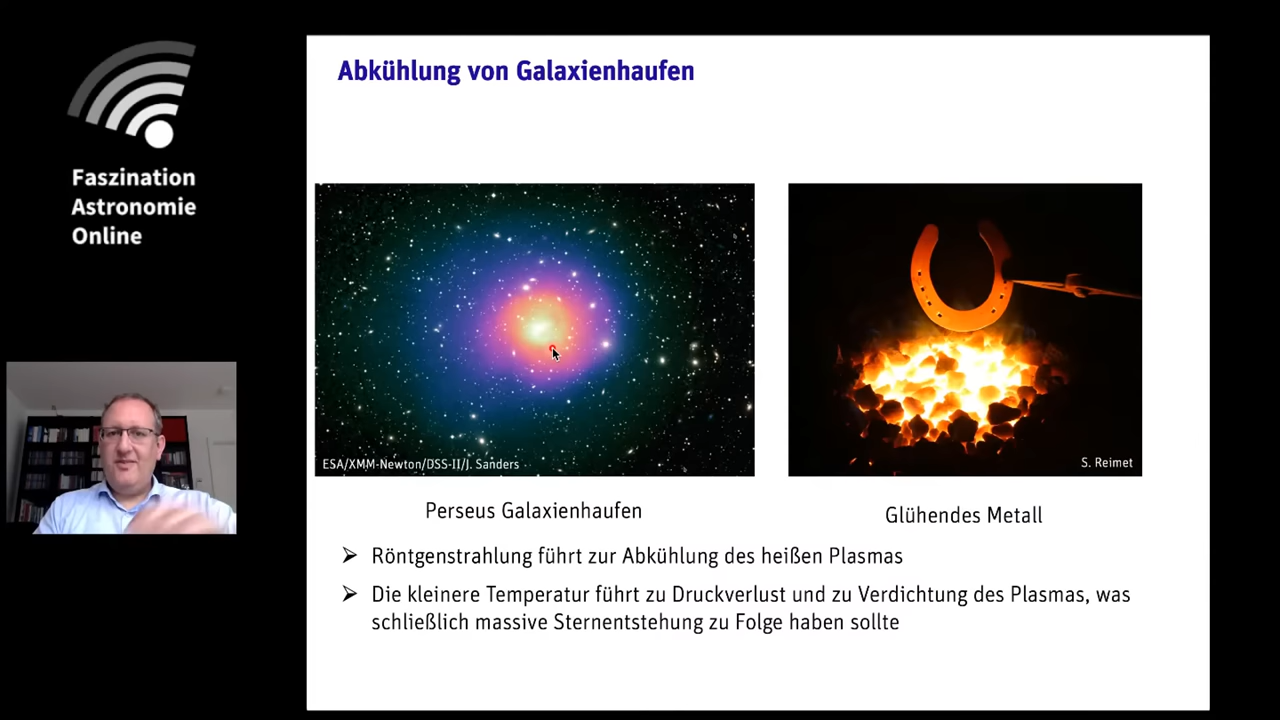 Faszination
Astronomie
Online
Abkühlung von Galaxienhaufen
ESA/XMM-Newton/DSS-II/J. Sanders
S. Reimet
Perseus Galaxienhaufen
Glühendes Metall
➢ Röntgenstrahlung führt zur Abkühlung des heißen Plasmas
➢ Die kleinere Temperatur führt zu Druckverlust und zu Verdichtung des Plasmas, was
schließlich massive Sternentstehung zu Folge haben sollte